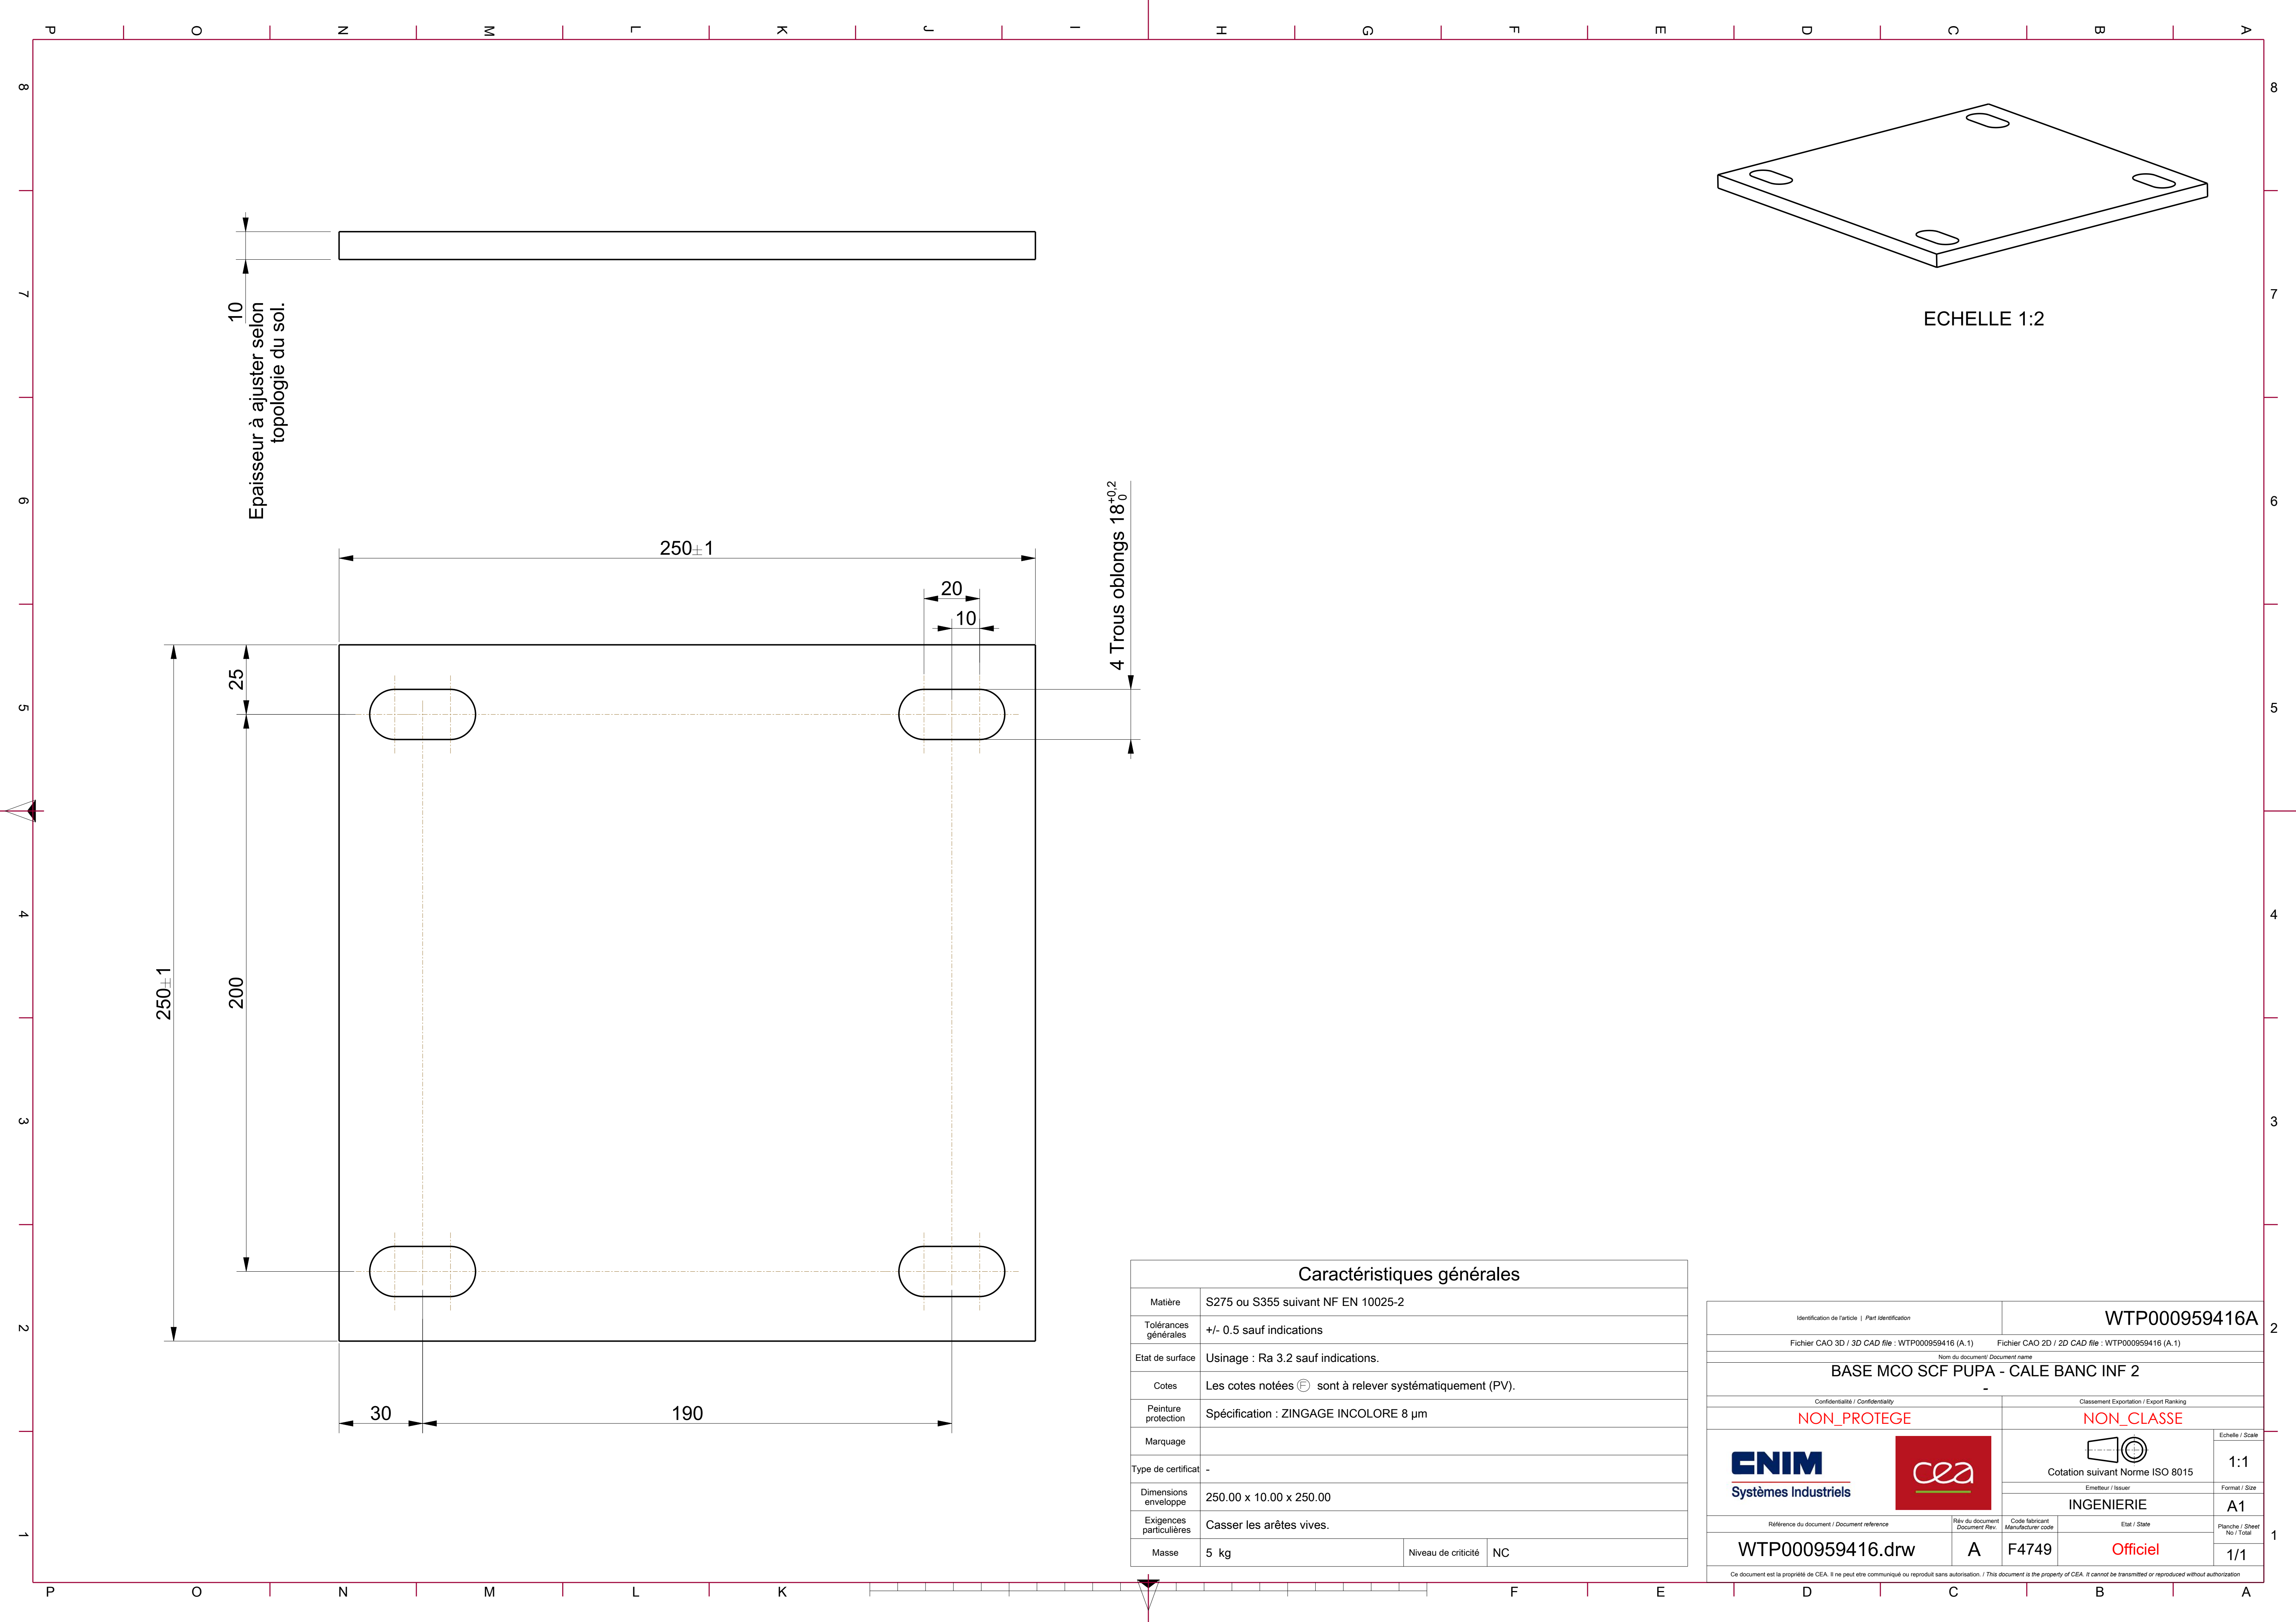 P O N M L K J I H G F E D C B A
8 8
7 7
6 6
5 5
4 4
3 3
2 2
1 1
P O N M L K F E D C B A
ECHELLE 1:2
10
Epaisseur à ajuster selon
topologie du sol.
4 Trous oblongs 18 +0,2 0
250±1
20
10
25
250±1
200
30
190
Caractéristiques générales
Matière S275 ou S355 suivant NF EN 10025-2
Tolérances générales +/- 0.5 sauf indications
Etat de surface Usinage : Ra 3.2 sauf indications.
Cotes Les cotes notées Ⓕ sont à relever systématiquement (PV).
Peinture protection Spécification : ZINGAGE INCOLORE 8 µm
Marquage
Type de certificat -
Dimensions enveloppe 250.00 x 10.00 x 250.00
Exigences particulières Casser les arêtes vives.
Masse 5 kg Niveau de criticité NC
Identification de l'article | Part Identification WTP000959416A
Fichier CAO 3D / 3D CAD file : WTP000959416 (A.1) Fichier CAO 2D / 2D CAD file : WTP000959416 (A.1)
Nom du document/ Document name
BASE MCO SCF PUPA - CALE BANC INF 2
-
Confidentialité / Confidentiality Classement Exportation / Export Ranking
NON_PROTEGE NON_CLASSE
CNIM
Systèmes Industriels
cea
Cotation suivant Norme ISO 8015
Echelle / Scale
1:1
Emetteur / Issuer
INGENIERIE
Format / Size
A1
Référence du document / Document reference
WTP000959416.drw
Rév du document
Document Rev.
A
Code fabricant
Manufacturer code
F4749
Etat / State
Officiel
Planche / Sheet
No / Total
1/1
Ce document est la propriété de CEA. Il ne peut etre communiqué ou reproduit sans autorisation. / This document is the property of CEA. It cannot be transmitted or reproduced without authorization